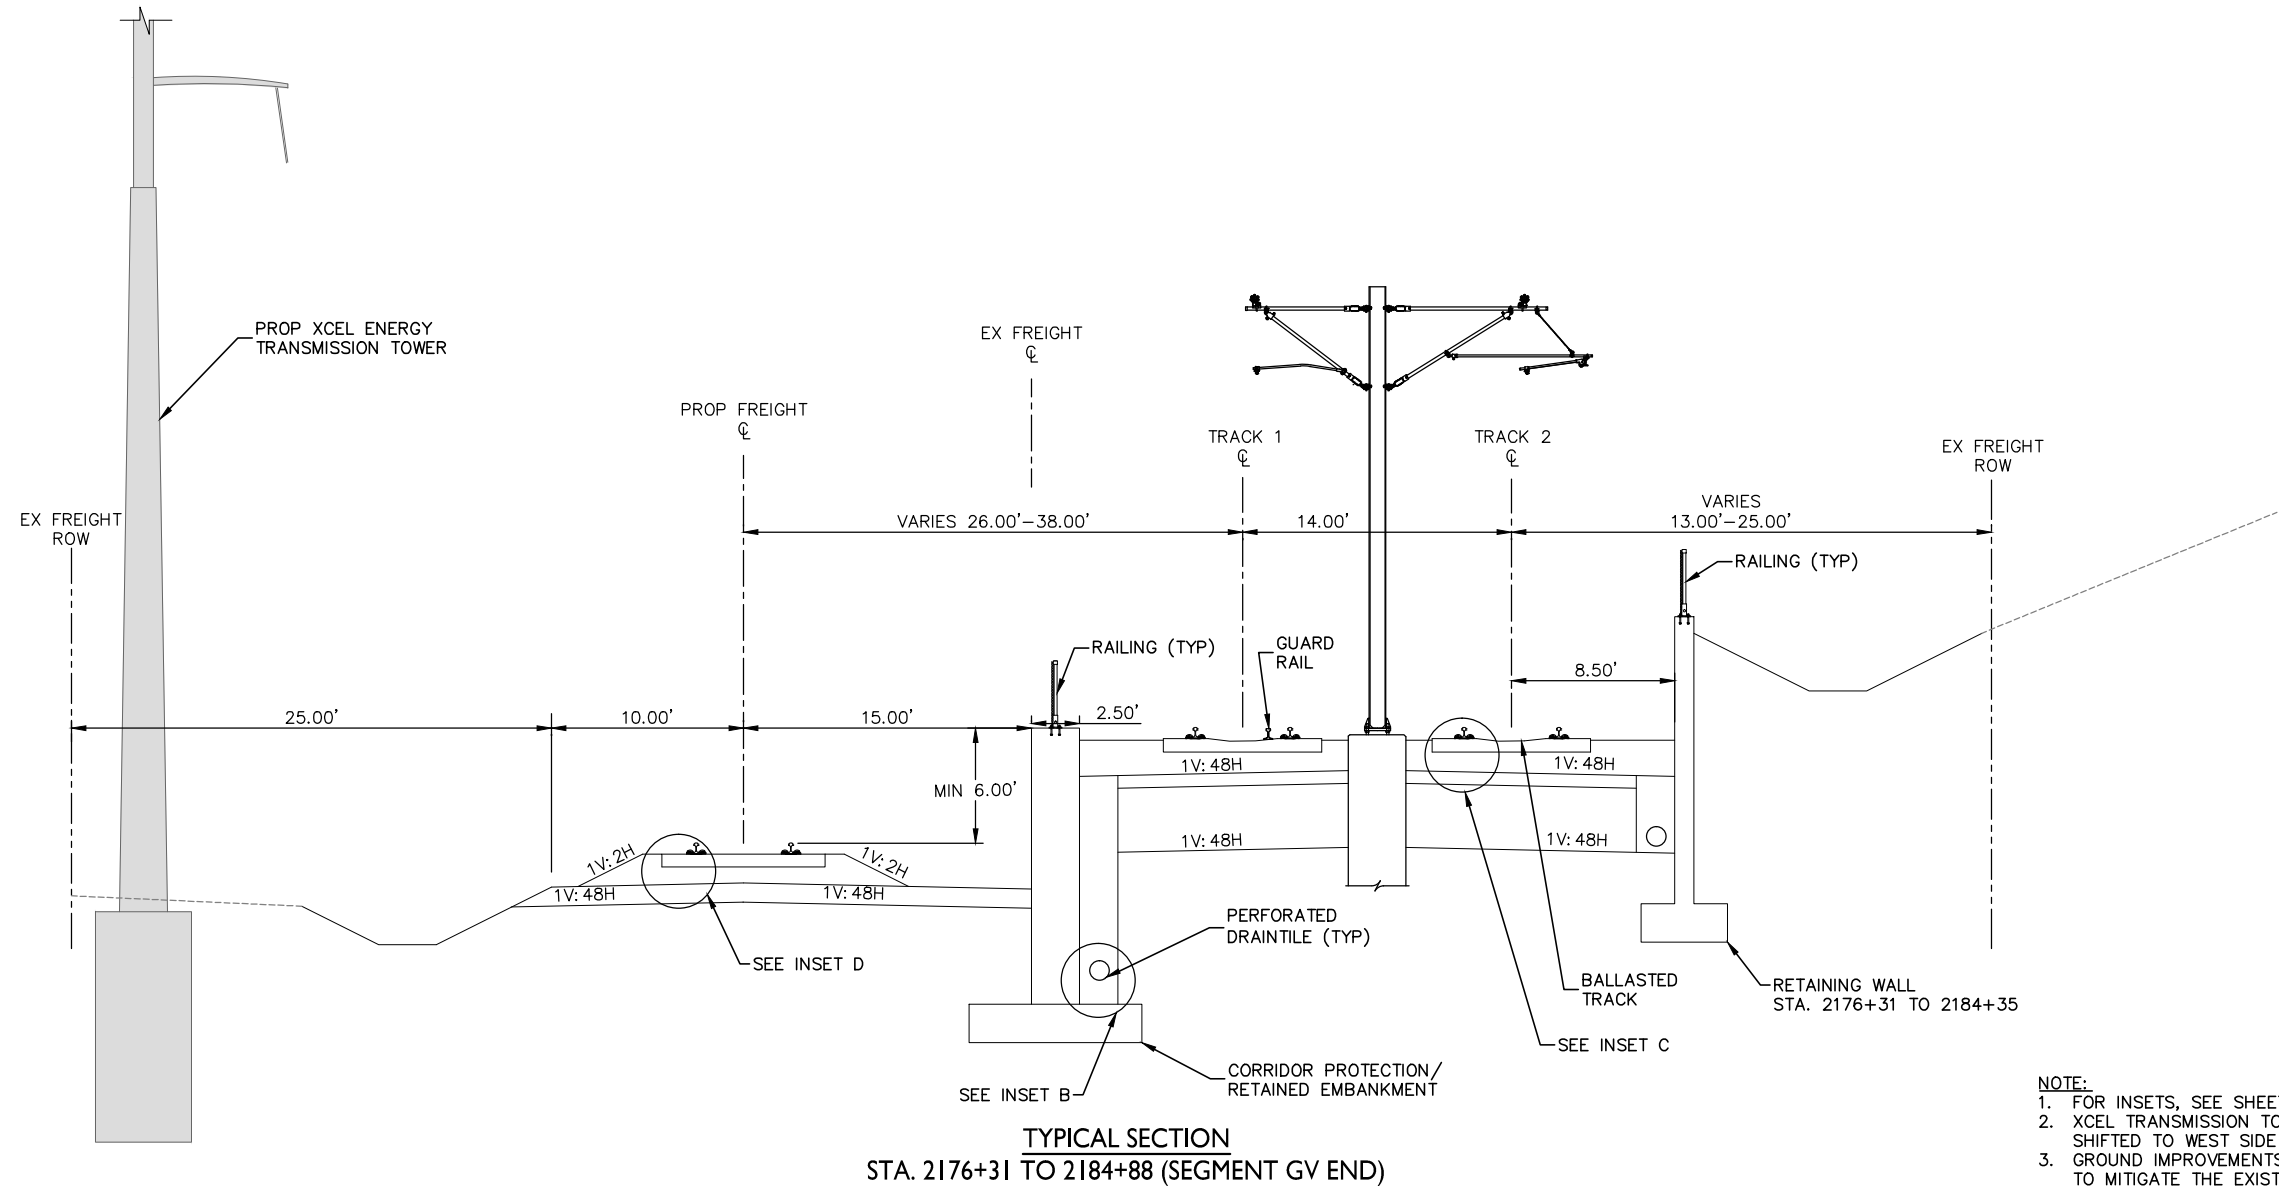 PROP XCEL ENERGY
TRANSMISSION TOWER
EX FREIGHT
℄
PROP FREIGHT
℄
TRACK 1
℄
TRACK 2
℄
EX FREIGHT
ROW
EX FREIGHT
ROW
VARIES 26.00'-38.00'
14.00'
VARIES
13.00'-25.00'
RAILING (TYP)
RAILING (TYP)
GUARD
RAIL
8.50'
25.00'
10.00'
15.00'
2.50'
MIN 6.00'
1V:48H
1V:48H
1V:48H
1V:48H
1V:2H
1V:2H
1V:48H
1V:48H
PERFORATED
DRAINTILE (TYP)
SEE INSET D
BALLASTED
TRACK
RETAINING WALL
STA. 2176+31 TO 2184+35
SEE INSET C
CORRIDOR PROTECTION/
RETAINED EMBANKMENT
SEE INSET B
TYPICAL SECTION
STA. 2176+31 TO 2184+88 (SEGMENT GV END)
NOTE:
1. FOR INSETS, SEE
2. XCEL TRANSMISSION
SHIFTED TO WEST SIDE
3. GROUND
TO MITIGATE THE